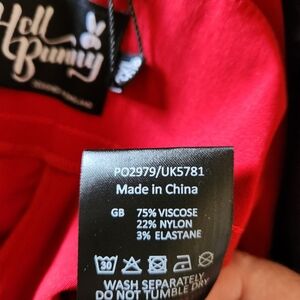 Hell
Bunny
PO2979/UK5781
Made in China
GB 75% VISCOSE
22% NYLON
3% ELASTANE
30
WASH SEPARATELY
DO NOT TUMBLE DRY